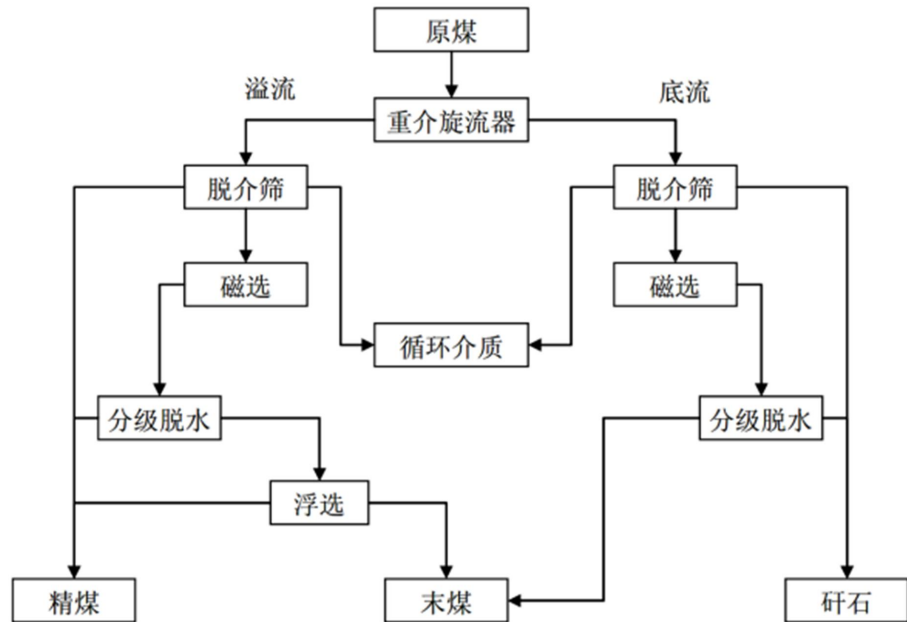 原煤
溢流
底流
重介旋流器
脱介筛
脱介筛
磁选
磁选
循环介质
分级脱水
分级脱水
浮选
精煤
末煤
矸石